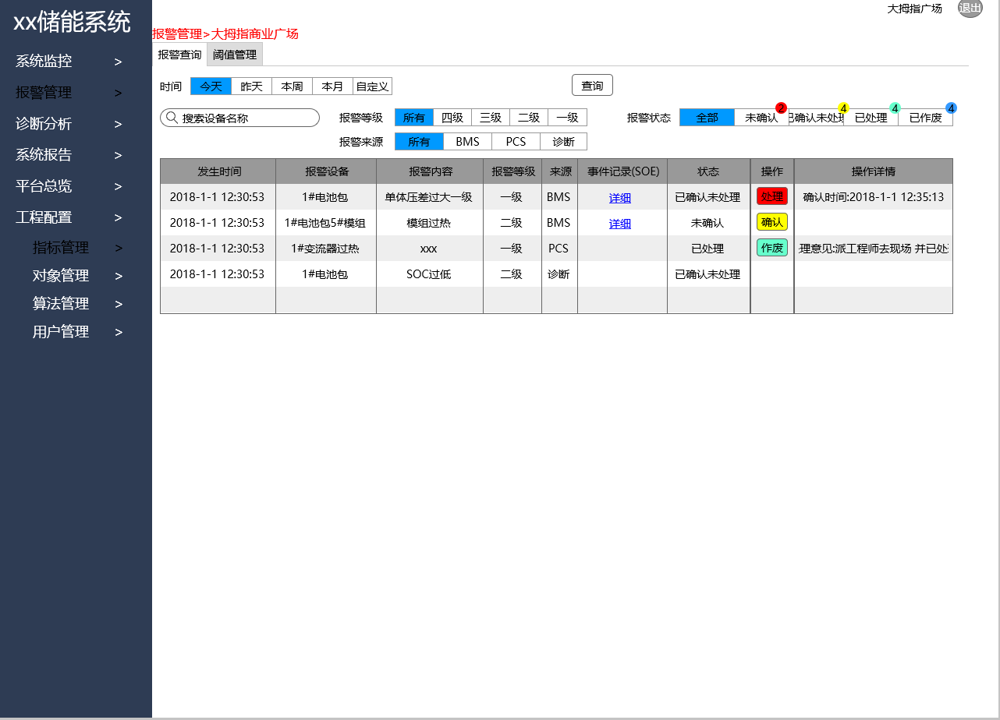 xx储能系统
大拇指广场 退出
报警管理>大拇指商业广场
报警查询 阈值管理
系统监控 >
报警管理 >
诊断分析 >
系统报告 >
平台总览 >
工程配置 >
指标管理 >
对象管理 >
算法管理 >
用户管理 >
时间 今天 昨天 本周 本月 自定义 查询
2 4 4 4
搜索设备名称 报警等级 所有 四级 三级 二级 一级 报警状态 全部 未确认 已确认未处理 已处理 已作废
报警来源 所有 BMS PCS 诊断
发生时间 报警设备 报警内容 报警等级 来源 事件记录(SOE) 状态 操作 操作详情
2018-1-1 12:30:53 1#电池包 单体压差过大一级 一级 BMS 详细 已确认未处理 处理 确认时间:2018-1-1 12:35:13
2018-1-1 12:30:53 1#电池包5#模组 模组过热 二级 BMS 详细 未确认 确认
2018-1-1 12:30:53 1#变流器过热 xxx 一级 PCS 已处理 作废 理意见:派工程师去现场 并已处
2018-1-1 12:30:53 1#电池包 SOC过低 二级 诊断 已确认未处理